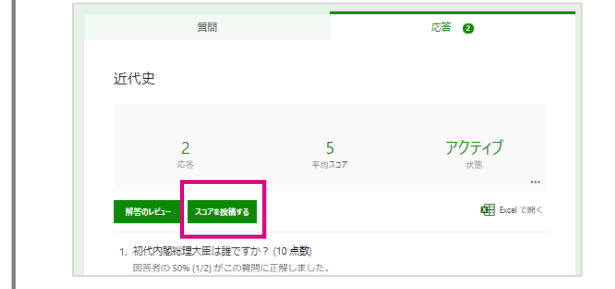 質問 応答 2
近代史
2 5 アクティブ
応答 平均スコア 状態
...
解答のレビュー スコアを投稿する Excel で開く
1. 初代内閣総理大臣は誰ですか？ (10 点数)
回答者の 50% (1/2) がこの質問に正解しました。